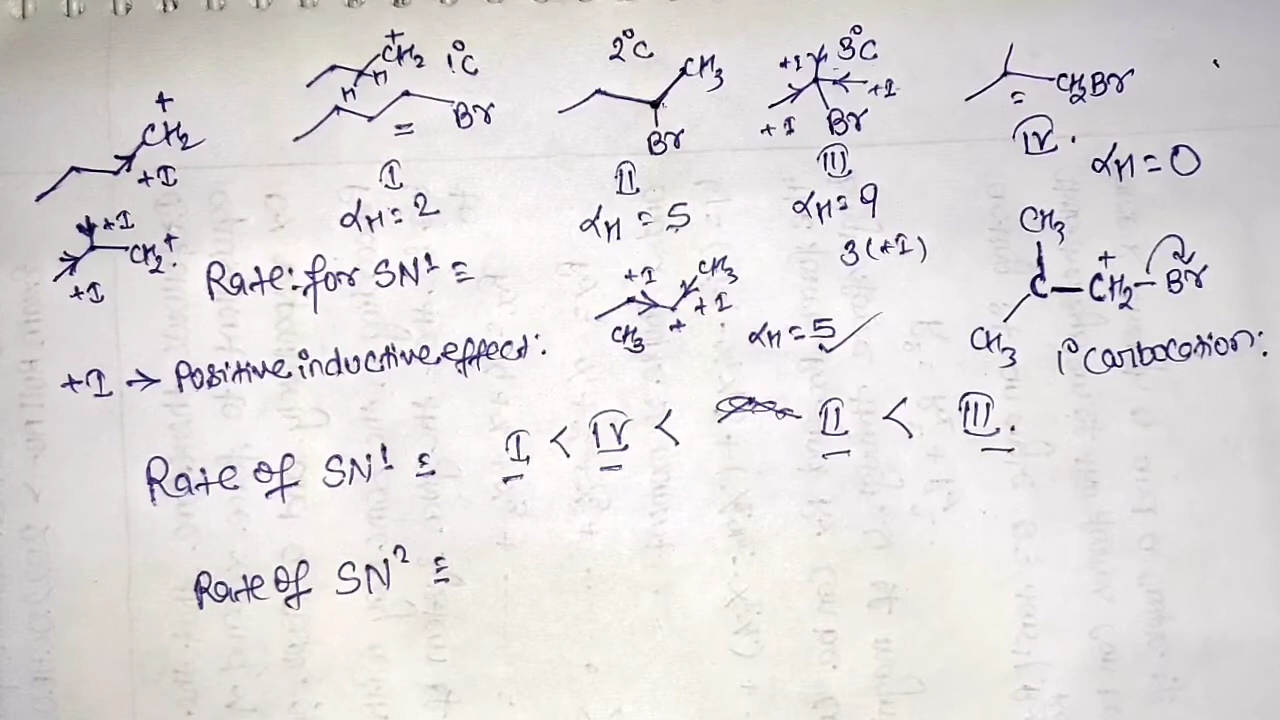 +CH2 1°C 2°C +I 3°C
+
CH2 H CH3 +I CH2Br
+I H Br Br +I Br IV.
I II III αH = 0
αH = 2 αH = 5 αH = 9
+I CH2+ 3(+I) CH3
+I Rate: for SN1 = +I CH3 +
+I C - CH2 - Br
CH3 + αH = 5 ✓ CH3 1° carbocation:
+I → Positive inductive effect:
Rate of SN1 ≡ I < IV < II < III.
Rate of SN2 ≡